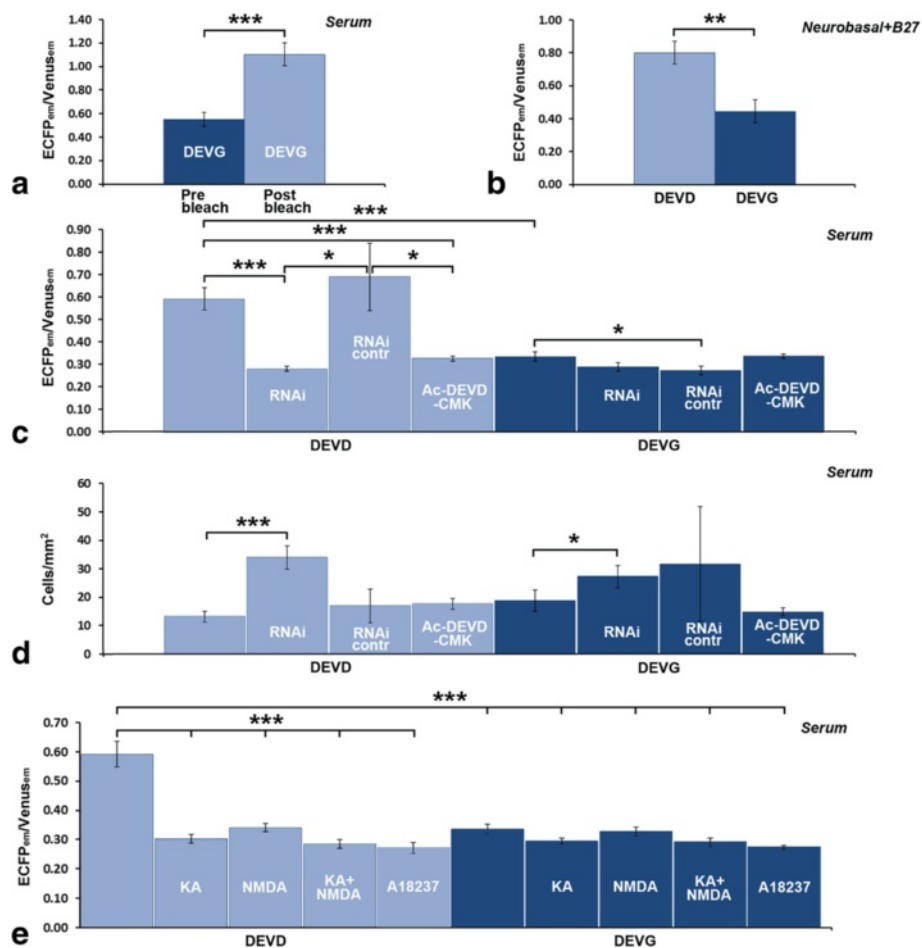 ***
Serum
1.40
1.20
1.00
0.80
0.60
0.40
0.20
0.00
ECFPem/Venusem
DEVG
DEVG
Pre
bleach
Post
bleach
a
**
Neurobasal+B27
1.00
0.80
0.60
0.40
0.20
0.00
ECFPem/Venusem
DEVD
DEVG
b
***
***
***
*
*
*
Serum
0.90
0.80
0.70
0.60
0.50
0.40
0.30
0.20
0.10
0.00
ECFPem/Venusem
RNAi
RNAi
contr
Ac-DEVD
-CMK
RNAi
RNAi
contr
Ac-DEVD
-CMK
DEVD
DEVG
c
Serum
***
*
60
50
40
30
20
10
0
Cells/mm²
RNAi
RNAi
contr
Ac-DEVD
-CMK
RNAi
RNAi
contr
Ac-DEVD
-CMK
DEVD
DEVG
d
***
***
Serum
0.70
0.60
0.50
0.40
0.30
0.20
0.10
0.00
ECFPem/Venusem
KA
NMDA
KA+
NMDA
A18237
KA
NMDA
KA+
NMDA
A18237
DEVD
DEVG
e